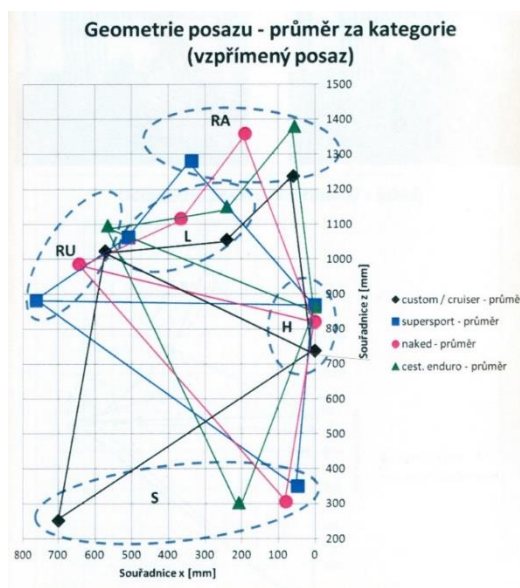 Geometrie posazu - průměr za kategorie
(vzpřímený posaz)
1500
1400
1300
1200
1100
1000
900
800
700
600
500
400
300
200
Souřadnice z [mm]
RA
L
RU
H
S
800 700 600 500 400 300 200 100 0
Souřadnice x [mm]
custom / cruiser - průmě
supersport - průměr
naked - průměr
cest. enduro - průměr